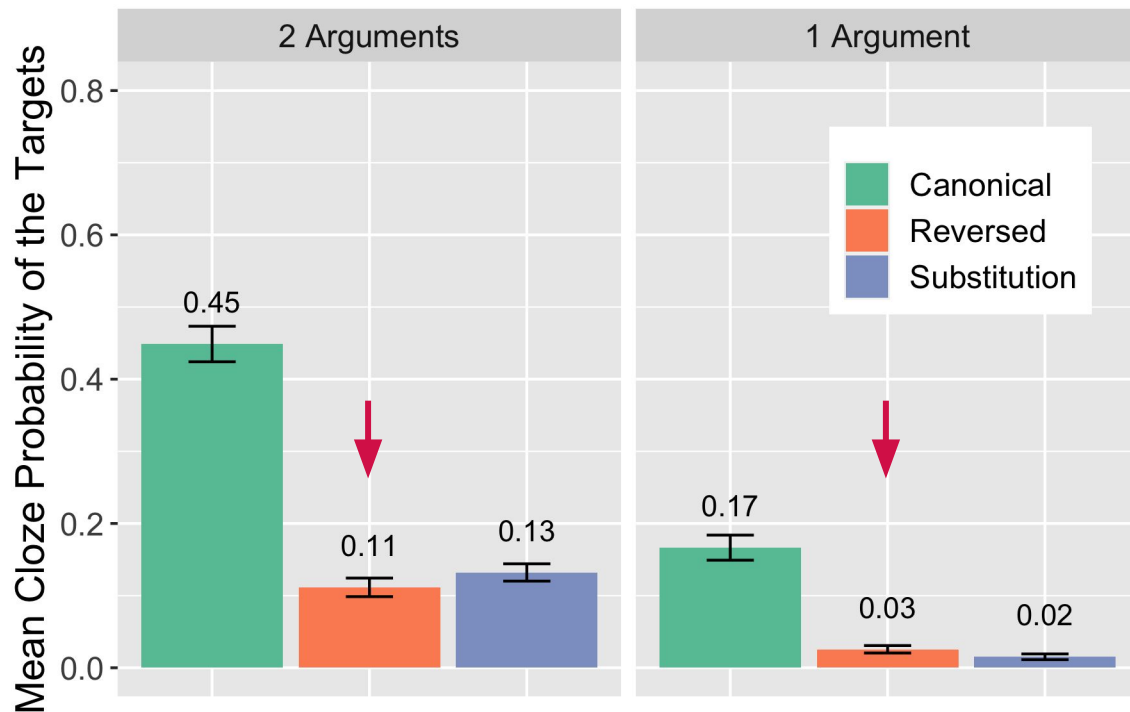 Mean Cloze Probability of the Targets
2 Arguments
1 Argument
0.8
0.6
0.4
0.2
0.0
0.45
0.11
0.13
0.17
0.03
0.02
Canonical
Reversed
Substitution